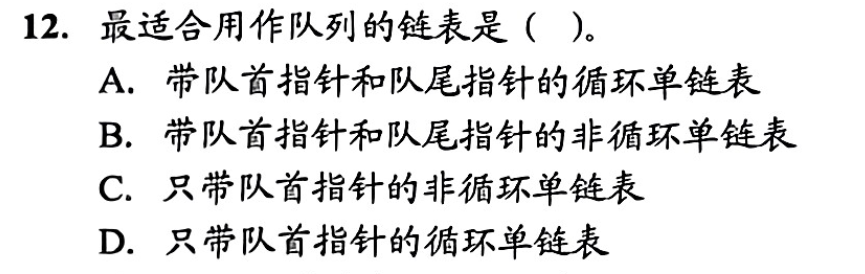 12. 最适合用作队列的链表是（ ）。
A. 带队首指针和队尾指针的循环单链表
B. 带队首指针和队尾指针的非循环单链表
C. 只带队首指针的非循环单链表
D. 只带队首指针的循环单链表